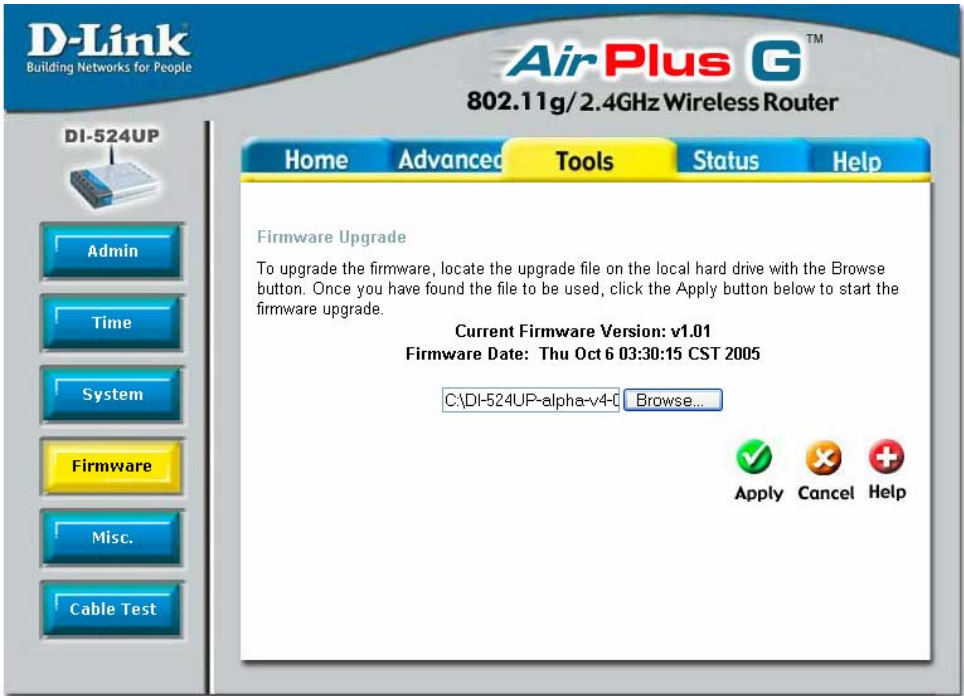 D-Link
Building Networks for People
AirPlus G™
802.11g/2.4GHz Wireless Router
DI-524UP
Home
Advanced
Tools
Status
Help
Admin
Time
System
Firmware
Misc.
Cable Test
Firmware Upgrade
To upgrade the firmware, locate the upgrade file on the local hard drive with the Browse
button. Once you have found the file to be used, click the Apply button below to start the
firmware upgrade.
Current Firmware Version: v1.01
Firmware Date: Thu Oct 6 03:30:15 CST 2005
C:\DI-524UP-alpha-v4-0
Browse...
Apply
Cancel
Help